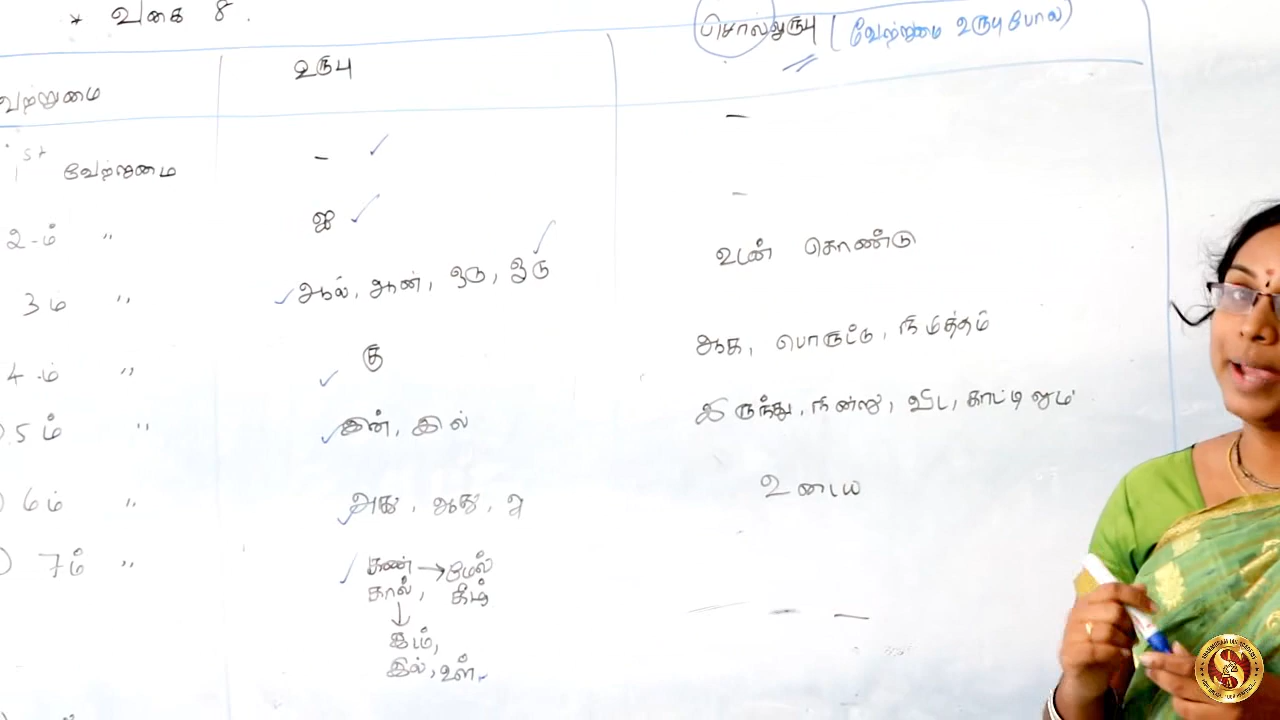 * வகை 8.
சொல்லுருபு (வேற்றுமை உருபு போல)
வேற்றுமை உருபு
1st வேற்றுமை - -
2-ம் " ஐ -
3ம் " ஆல், ஆன், ஒடு, ஓடு உடன் கொண்டு
4-ம் " கு ஆக, பொருட்டு, நிமித்தம்
5ம் " இன், இல் இருந்து, நின்று, விட, காட்டிலும்
6ம் " அது, ஆது, அ உடைய
7ம் " கண் → மேல் - -
கால், கீழ்
↓
இடம்,
இல், உள்